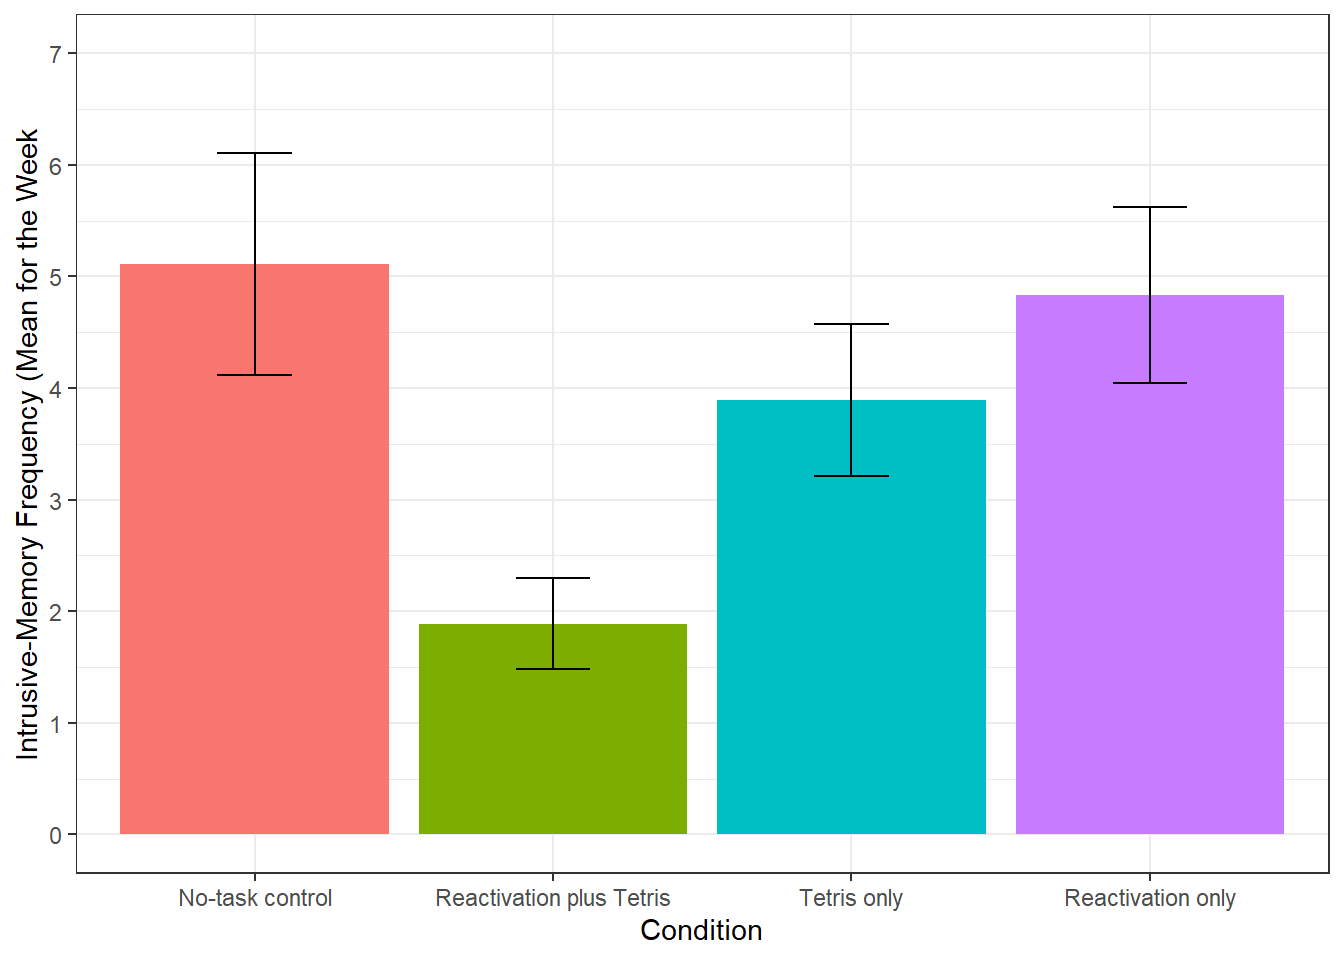 Intrusive-Memory Frequency (Mean for the Week
7
6
5
4
3
2
1
0
No-task control
Reactivation plus Tetris
Tetris only
Reactivation only
Condition